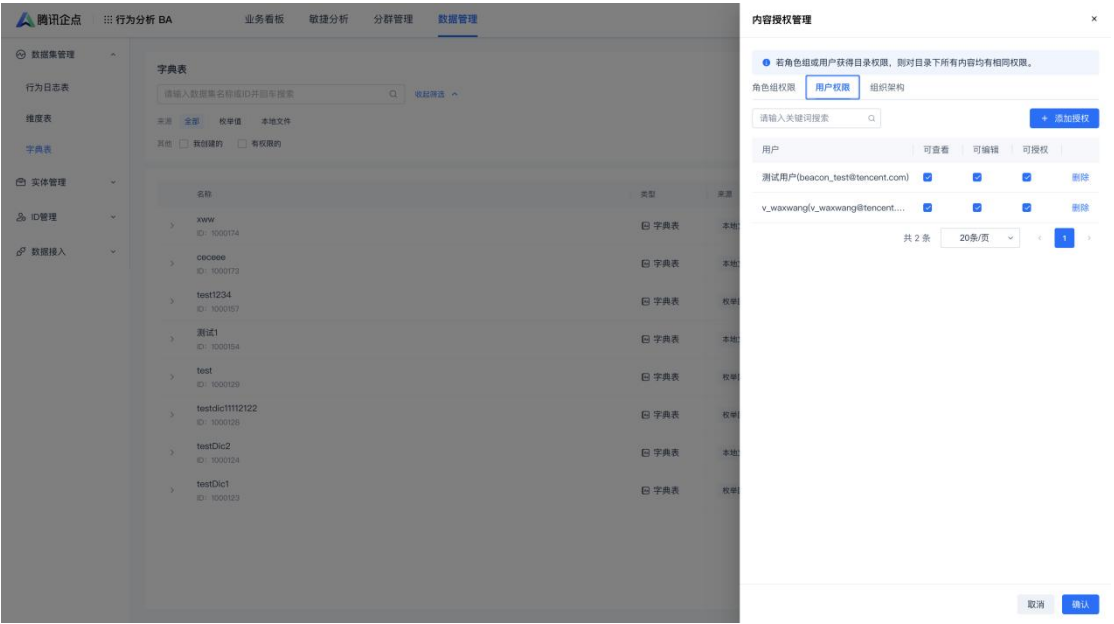 腾讯企点 行为分析 BA 业务看板 敏捷分析 分群管理 数据管理
数据集管理
行为日志表
维度表
字典表
实体管理
ID管理
数据接入
字典表
请输入数据集名称或ID并回车搜索 收起筛选
来源 全部 枚举值 本地文件
其他 我创建的 有权限的
名称 类型 来源
xww
ID: 1000174
字典表 本地
ceceee
ID: 1000173
字典表 本地
test1234
ID: 1000157
字典表 枚举
测试1
ID: 1000154
字典表 本地
test
ID: 1000129
字典表 枚举
testdic11112122
ID: 1000126
字典表 枚举
testDic2
ID: 1000124
字典表 本地
testDic1
ID: 1000123
字典表 枚举
内容授权管理 ×
若角色组或用户获得目录权限，则对目录下所有内容均有相同权限。
角色组权限 用户权限 组织架构
请输入关键词搜索 + 添加授权
用户 可查看 可编辑 可授权
测试用户(beacon_test@tencent.com) 删除
v_waxwang(v_waxwang@tencent.... 删除
共 2 条 20条/页 1
取消 确认